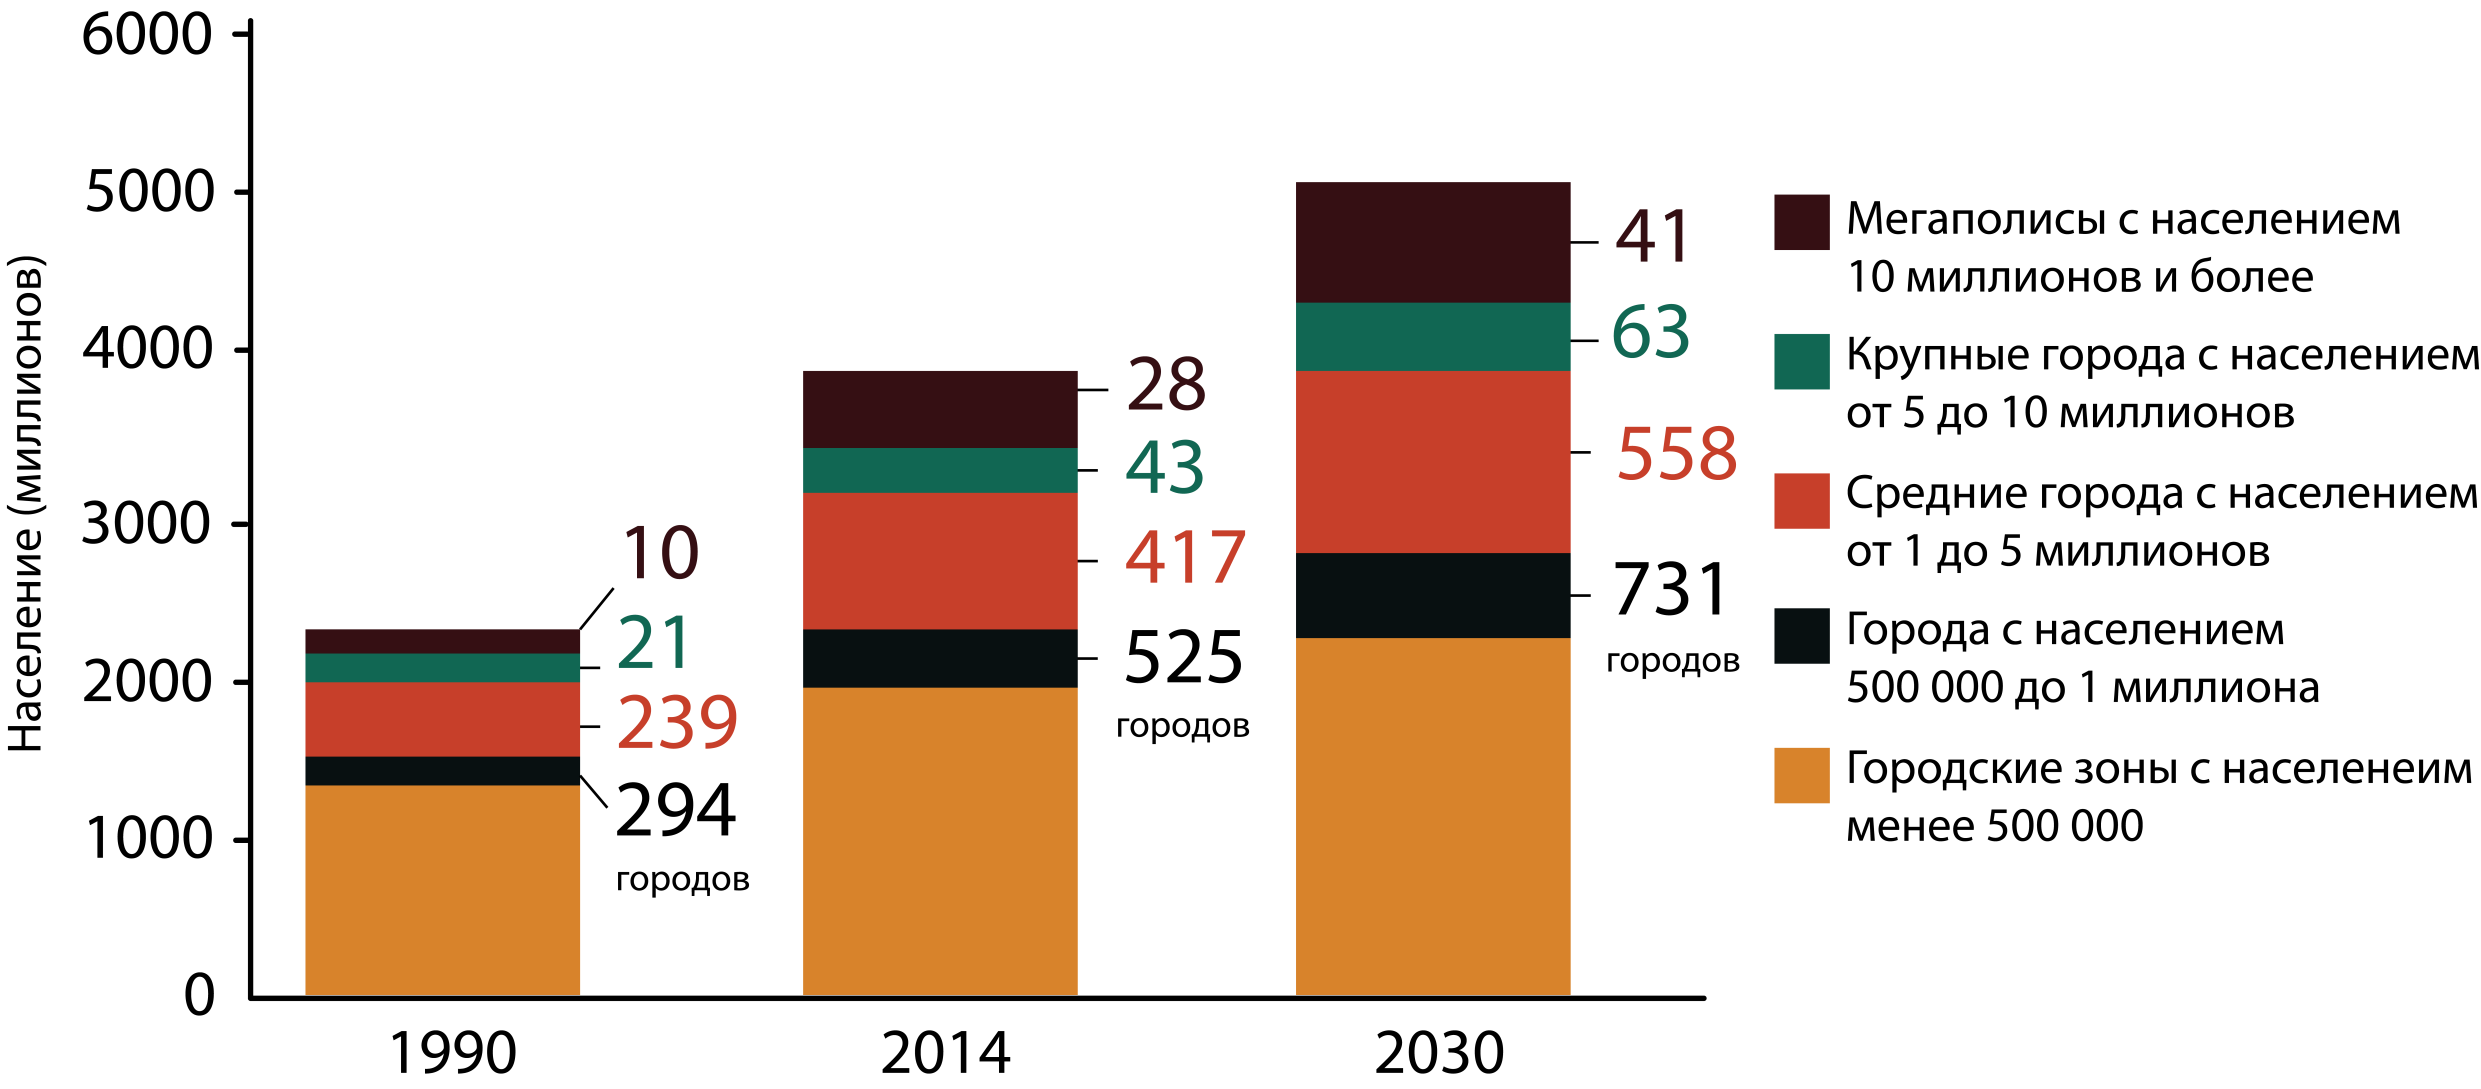 Население (миллионов)
6000
5000
4000
3000
2000
1000
0
10
21
239
294
городов
28
43
417
525
городов
41
63
558
731
городов
1990
2014
2030
Мегаполисы с населением
10 миллионов и более
Крупные города с населением
от 5 до 10 миллионов
Средние города с населением
от 1 до 5 миллионов
Города с населением
500 000 до 1 миллиона
Городские зоны с населенеим
менее 500 000